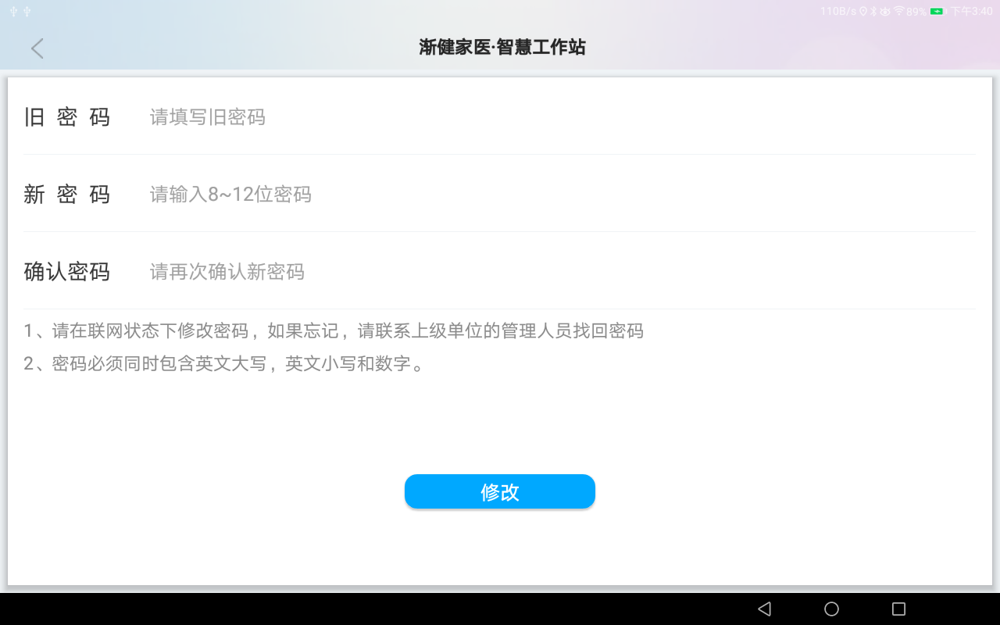 110B/s 89% 下午3:40
渐健家医·智慧工作站
旧 密 码 请填写旧密码
新 密 码 请输入8~12位密码
确认密码 请再次确认新密码
1、请在联网状态下修改密码，如果忘记，请联系上级单位的管理人员找回密码
2、密码必须同时包含英文大写，英文小写和数字。
修改